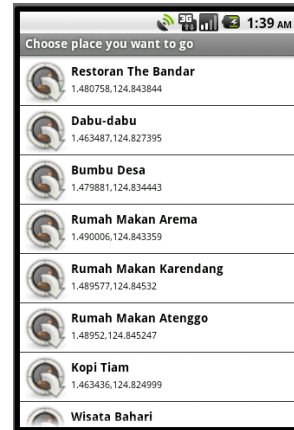 3G
1:39 AM
Choose place you want to go
Restoran The Bandar
1.480758,124.843844
Dabu-dabu
1.463487,124.827395
Bumbu Desa
1.479881,124.834443
Rumah Makan Arema
1.490006,124.843359
Rumah Makan Karendang
1.489577,124.84532
Rumah Makan Atenggo
1.48952,124.845247
Kopi Tiam
1.463436,124.824999
Wisata Bahari